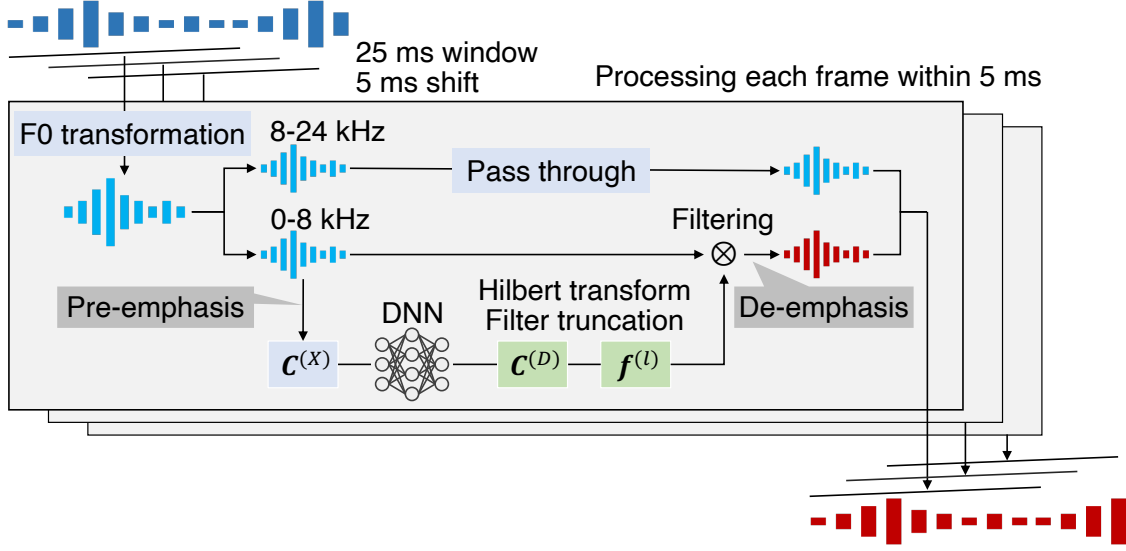 25 ms window
5 ms shift
Processing each frame within 5 ms
F0 transformation
8-24 kHz
Pass through
0-8 kHz
Filtering
Pre-emphasis
DNN
Hilbert transform
Filter truncation
De-emphasis
C^(X)
C^(D)
f^(l)